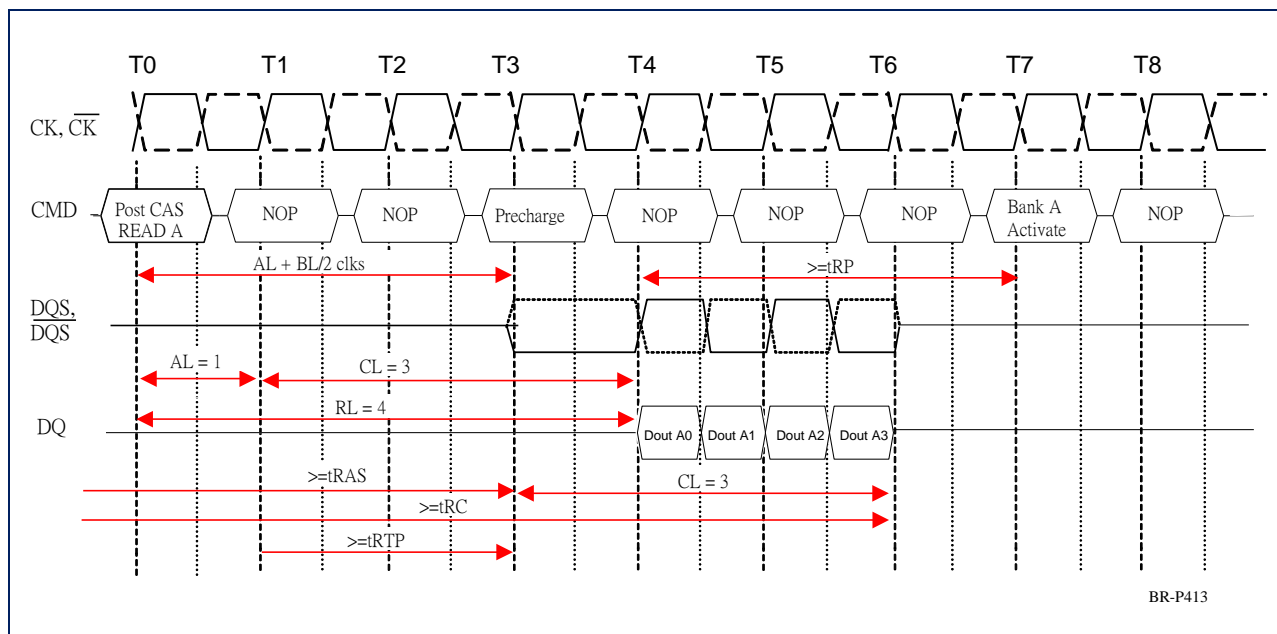 T0 T1 T2 T3 T4 T5 T6 T7 T8
CK, CK
CMD
Post CAS
READ A
NOP
NOP
Precharge
NOP
NOP
NOP
Bank A
Activate
NOP
AL + BL/2 clks
>=tRP
DQS,
DQS
AL = 1
CL = 3
RL = 4
DQ
Dout A0
Dout A1
Dout A2
Dout A3
>=tRAS
CL = 3
>=tRC
>=tRTP
BR-P413